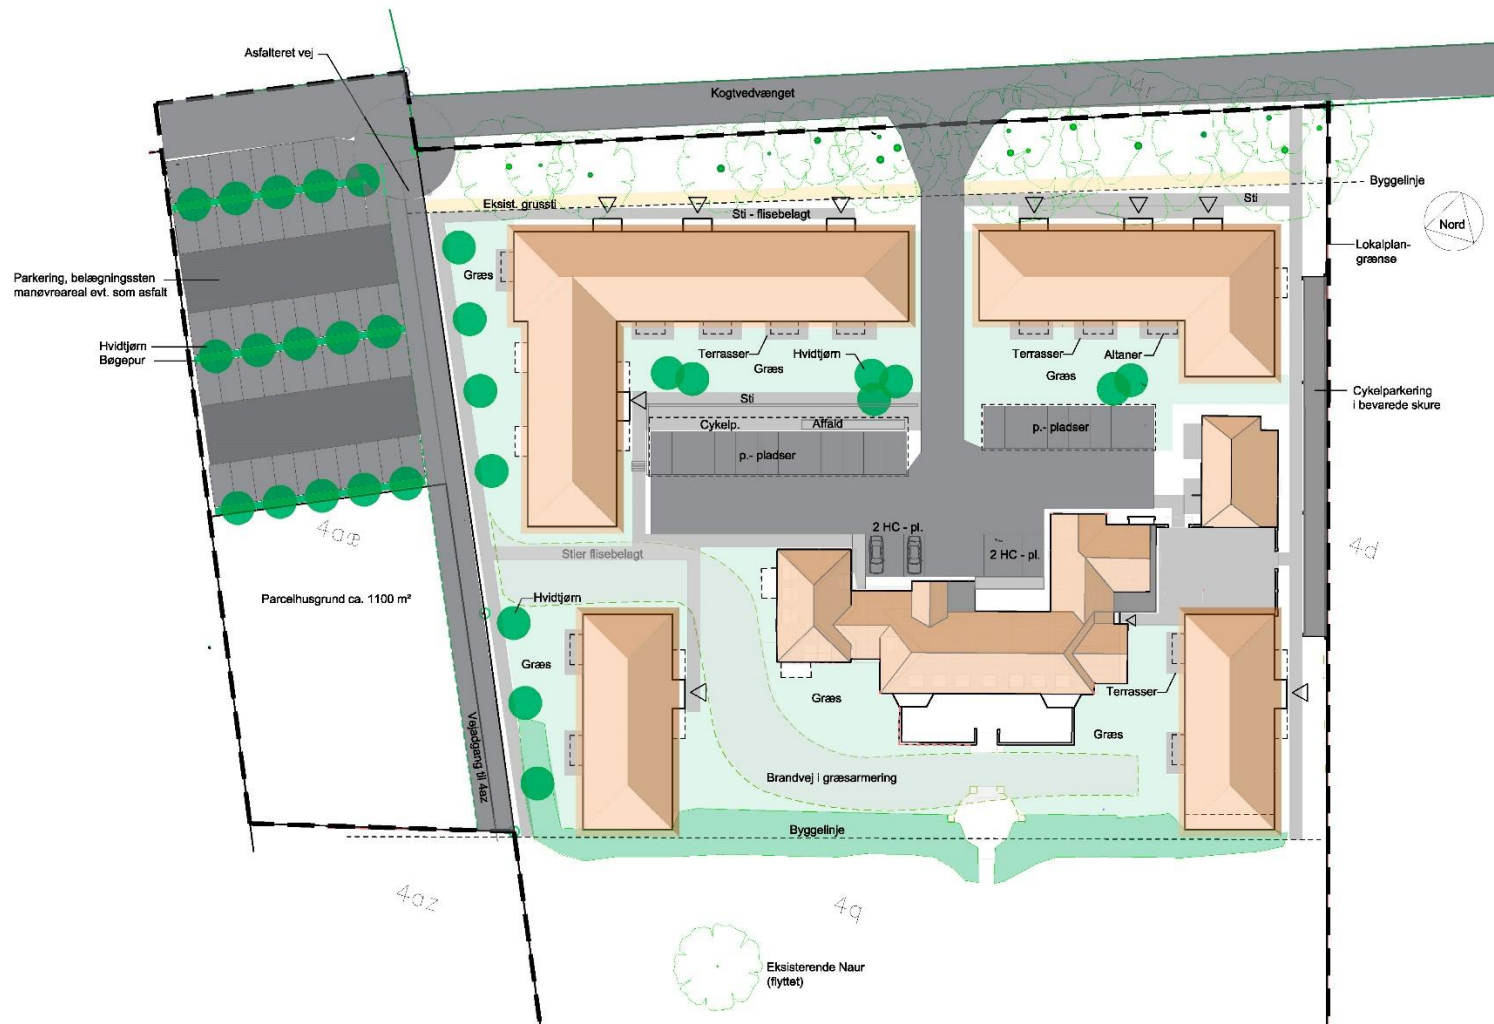 Asfalteret vej
Kogtvedvænget
4r
Byggelinje
Eksist. grussti
Sti - flisebelagt
Sti
Nord
Lokalplan-
grænse
Græs
Parkering, belægningssten
manøvreareal evt. som asfalt
Hvidtjørn
Bøgepur
Terrasser
Hvidtjørn
Græs
Terrasser
Altaner
Græs
Cykelparkering
i bevarede skure
Sti
Cykelp.
Affald
p.- pladser
p.- pladser
4æ
2 HC - pl.
2 HC - pl.
4d
Stier flisebelagt
Parcelhusgrund ca. 1100 m²
Hvidtjørn
Græs
Græs
Terrasser
Græs
Vejadgang til 4az
Brandvej i græsarmering
Byggelinje
4az
4q
Eksisterende Naur
(flyttet)